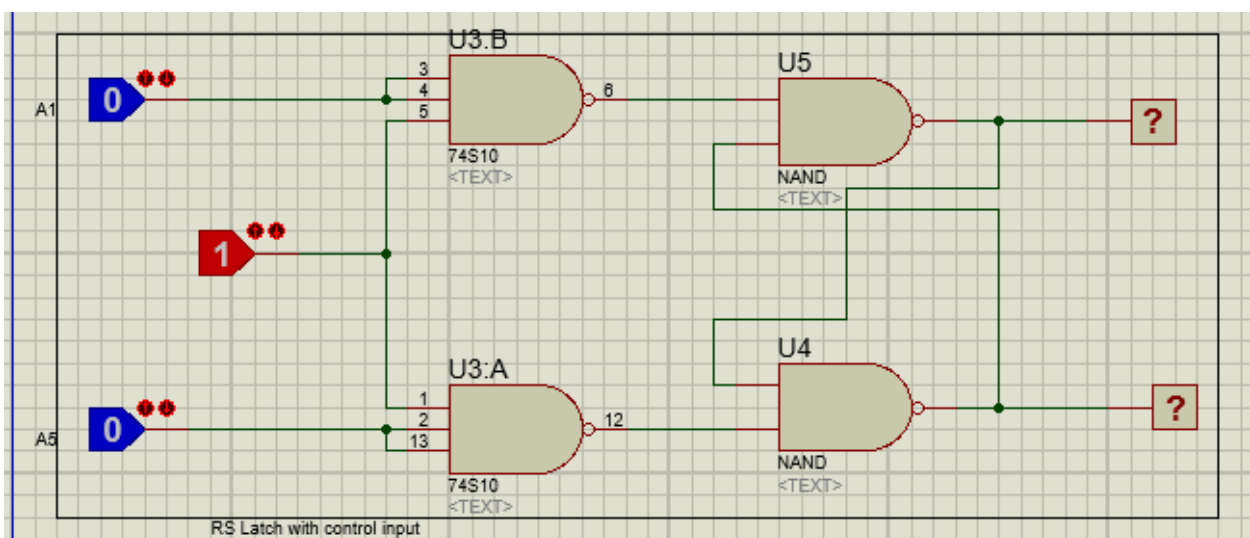 U3.B
U5
0
3
4
5
6
?
A1
74S10
<TEXT>
NAND
<TEXT>
1
U3:A
U4
0
1
2
13
12
?
A5
74S10
<TEXT>
NAND
<TEXT>
RS Latch with control input